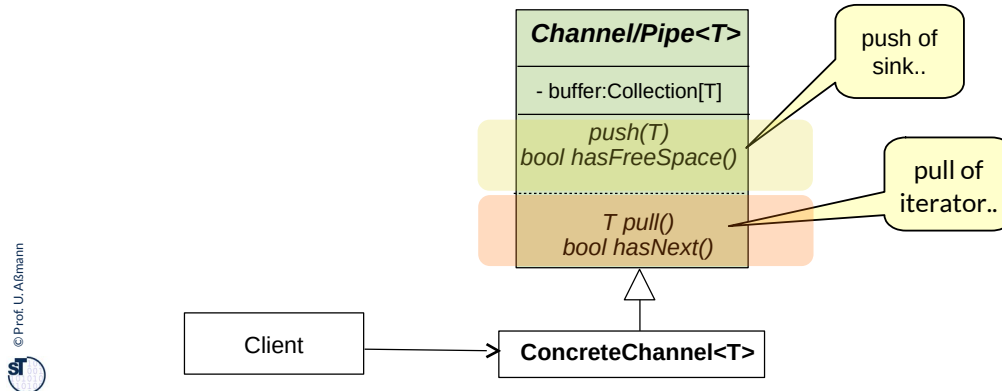 Channel/Pipe<T>
- buffer:Collection[T]
push(T)
bool hasFreeSpace()
T pull()
bool hasNext()
push of
sink..
pull of
iterator..
Client
ConcreteChannel<T>
© Prof. U. Aßmann
ST